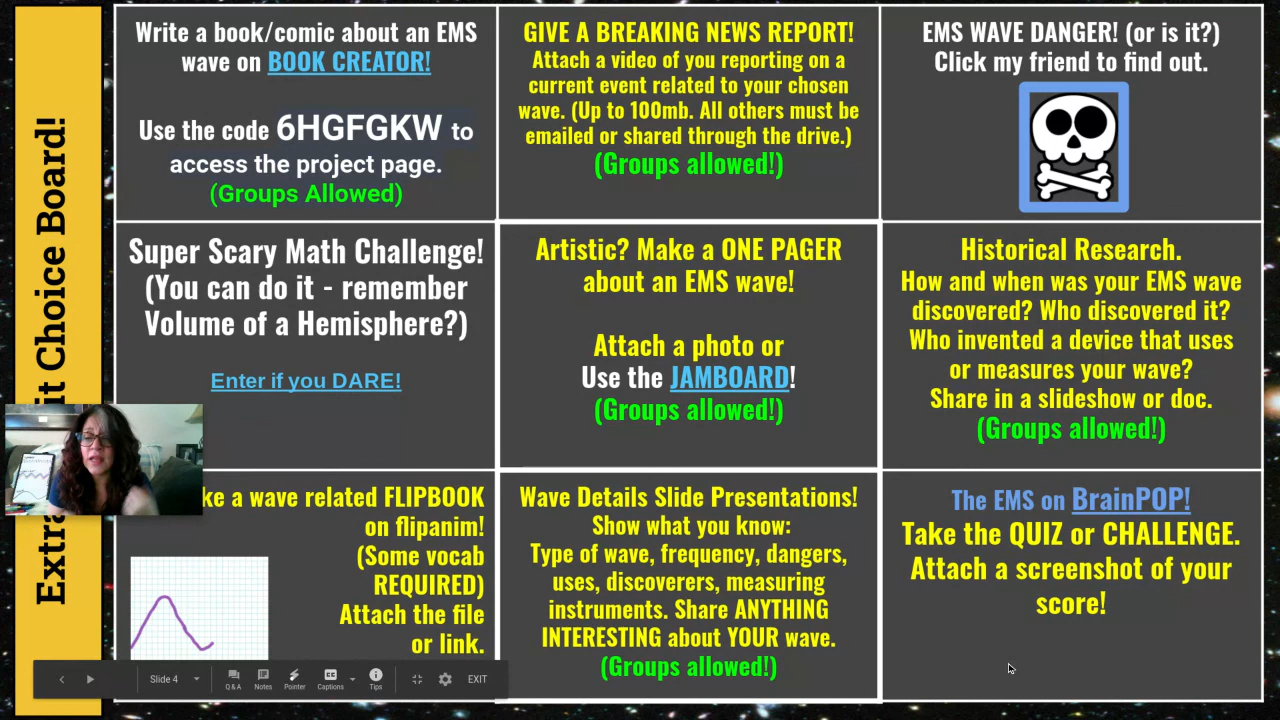 Extra it Choice Board!
Write a book/comic about an EMS
wave on BOOK CREATOR!
Use the code 6HGFGKW to
access the project page.
(Groups Allowed)
GIVE A BREAKING NEWS REPORT!
Attach a video of you reporting on a
current event related to your chosen
wave. (Up to 100mb. All others must be
emailed or shared through the drive.)
(Groups allowed!)
EMS WAVE DANGER! (or is it?)
Click my friend to find out.
Super Scary Math Challenge!
(You can do it - remember
Volume of a Hemisphere?)
Enter if you DARE!
Artistic? Make a ONE PAGER
about an EMS wave!
Attach a photo or
Use the JAMBOARD!
(Groups allowed!)
Historical Research.
How and when was your EMS wave
discovered? Who discovered it?
Who invented a device that uses
or measures your wave?
Share in a slideshow or doc.
(Groups allowed!)
ke a wave related FLIPBOOK
on flipanim!
(Some vocab
REQUIRED)
Attach the file
or link.
Wave Details Slide Presentations!
Show what you know:
Type of wave, frequency, dangers,
uses, discoverers, measuring
instruments. Share ANYTHING
INTERESTING about YOUR wave.
(Groups allowed!)
The EMS on BrainPOP!
Take the QUIZ or CHALLENGE.
Attach a screenshot of your
score!
Slide 4
Q & A
Notes
Pointer
Captions
Tips
EXIT